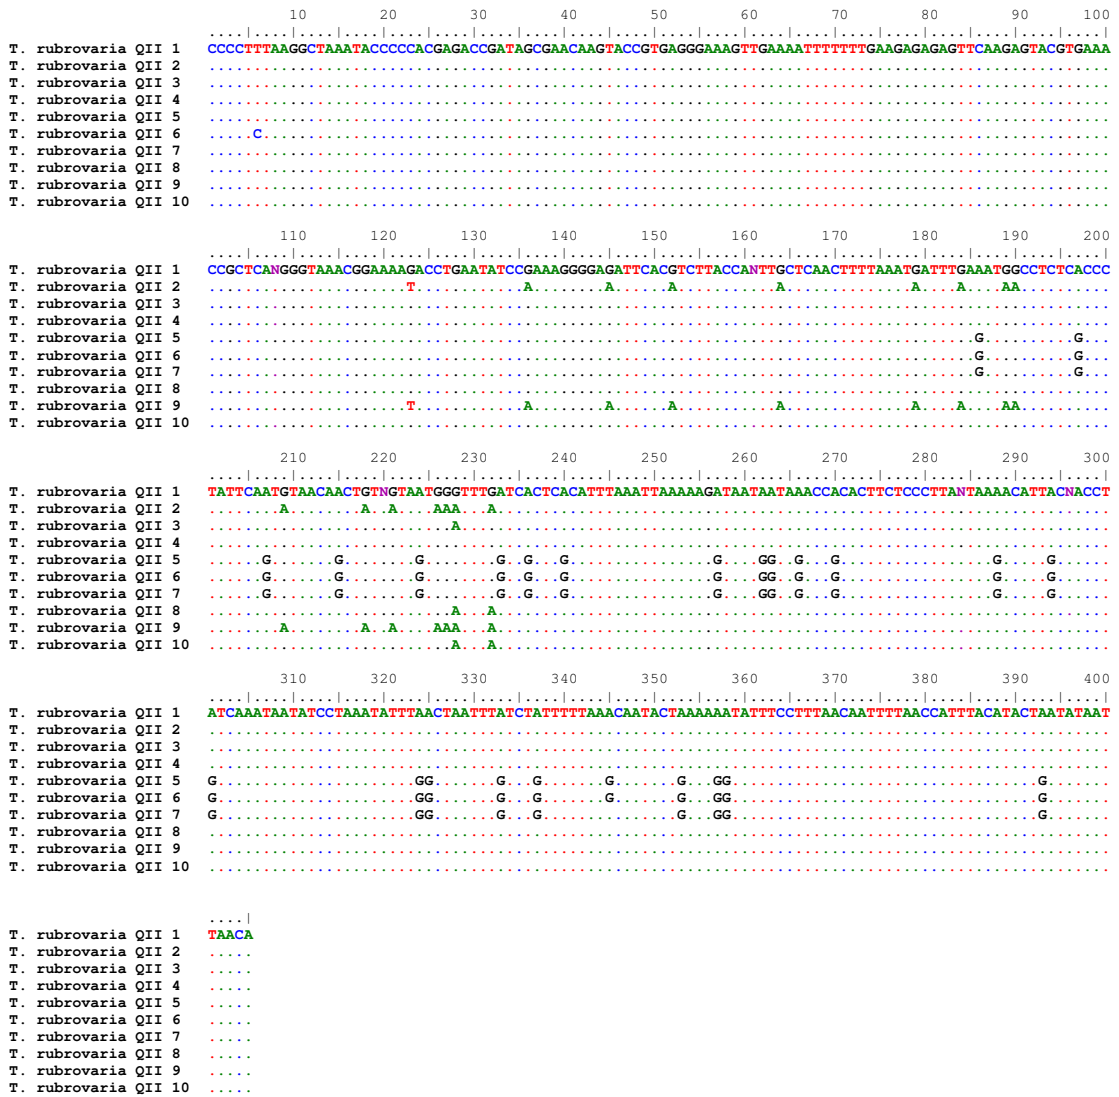 10 20 30 40 50 60 70 80 90 100
....|....|....|....|....|....|....|....|....|....|....|....|....|....|....|....|....|....|....|....|
T. rubrovaria QII 1 CCCCTTTAAGGCTAAATACCCCCACGAGACCGATAGCGAACAAGTACCGTGAGGGAAAGTTGAAAATTTTTTTGAAGAGAGAGTTCAAGAGTACGTGAAA
T. rubrovaria QII 2 ....................................................................................................
T. rubrovaria QII 3 ....................................................................................................
T. rubrovaria QII 4 ....................................................................................................
T. rubrovaria QII 5 ....................................................................................................
T. rubrovaria QII 6 .....C..............................................................................................
T. rubrovaria QII 7 ....................................................................................................
T. rubrovaria QII 8 ....................................................................................................
T. rubrovaria QII 9 ....................................................................................................
T. rubrovaria QII 10 ....................................................................................................
110 120 130 140 150 160 170 180 190 200
....|....|....|....|....|....|....|....|....|....|....|....|....|....|....|....|....|....|....|....|
T. rubrovaria QII 1 CCGCTCANGGGTAAACGGAAAAGACCTGAATATCCGAAAGGGGAGATTCACGTCTTACCANTTGCTCAACTTTTAAATGATTTGAAATGGCCTCTCACCC
T. rubrovaria QII 2 ......................T............A........A......A...........A..............A....A....AA..........
T. rubrovaria QII 3 ....................................................................................................
T. rubrovaria QII 4 ....................................................................................................
T. rubrovaria QII 5 .....................................................................................G..........G...
T. rubrovaria QII 6 .....................................................................................G..........G...
T. rubrovaria QII 7 .....................................................................................G..........G...
T. rubrovaria QII 8 ....................................................................................................
T. rubrovaria QII 9 ......................T............A........A......A...........A..............A....A....AA..........
T. rubrovaria QII 10 ....................................................................................................
210 220 230 240 250 260 270 280 290 300
....|....|....|....|....|....|....|....|....|....|....|....|....|....|....|....|....|....|....|....|
T. rubrovaria QII 1 TATTCAATGTAACAACTGTNGTAATGGGTTTGATCACTCACATTTAAATTAAAAAGATAATAATAAACCACACTTCTCCCTTANTAAAACATTACNACCT
T. rubrovaria QII 2 ........A........A..A....AAA...A....................................................................
T. rubrovaria QII 3 ...........................A........................................................................
T. rubrovaria QII 4 ....................................................................................................
T. rubrovaria QII 5 ......G.......G........G........G..G...G................G....GG..G...G.................G.....G......
T. rubrovaria QII 6 ......G.......G........G........G..G...G................G....GG..G...G.................G.....G......
T. rubrovaria QII 7 ......G.......G........G........G..G...G................G....GG..G...G.................G.....G......
T. rubrovaria QII 8 ...........................A...A....................................................................
T. rubrovaria QII 9 ........A........A..A....AAA...A....................................................................
T. rubrovaria QII 10 ...........................A...A....................................................................
310 320 330 340 350 360 370 380 390 400
....|....|....|....|....|....|....|....|....|....|....|....|....|....|....|....|....|....|....|....|
T. rubrovaria QII 1 ATCAAATAATATCCTAAATATTTAACTAATTTATCTATTTTTAAACAATACTAAAAAATATTTCCTTTAACAATTTTAACCATTTACATACTAATATAAT
T. rubrovaria QII 2 ....................................................................................................
T. rubrovaria QII 3 ....................................................................................................
T. rubrovaria QII 4 ....................................................................................................
T. rubrovaria QII 5 G......................GG.......G...G.......G.......G...GG..................................G.......
T. rubrovaria QII 6 G......................GG.......G...G.......G.......G...GG..................................G.......
T. rubrovaria QII 7 G......................GG.......G...G...............G...GG..................................G.......
T. rubrovaria QII 8 ....................................................................................................
T. rubrovaria QII 9 ....................................................................................................
T. rubrovaria QII 10 ....................................................................................................
....|
T. rubrovaria QII 1 TAACA
T. rubrovaria QII 2 .....
T. rubrovaria QII 3 .....
T. rubrovaria QII 4 .....
T. rubrovaria QII 5 .....
T. rubrovaria QII 6 .....
T. rubrovaria QII 7 .....
T. rubrovaria QII 8 .....
T. rubrovaria QII 9 .....
T. rubrovaria QII 10 .....